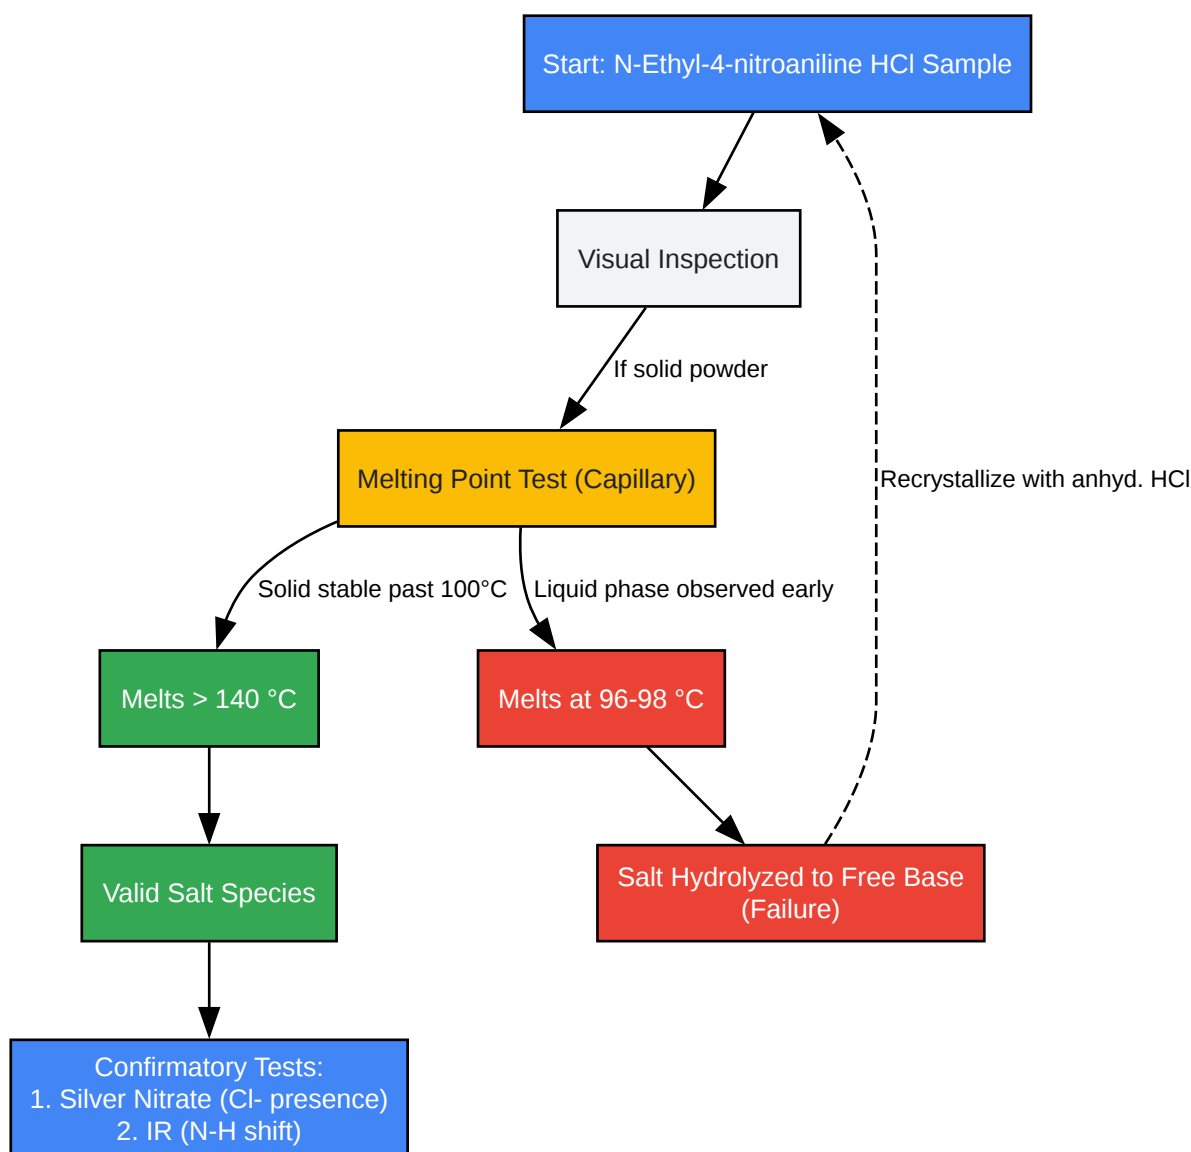 Start: N-Ethyl-4-nitroaniline HCl Sample
Visual Inspection
If solid powder
Melting Point Test (Capillary)
Recrystallize with anhyd. HCl
Solid stable past 100°C
Liquid phase observed early
Melts > 140 °C
Melts at 96-98 °C
Valid Salt Species
Salt Hydrolyzed to Free Base
(Failure)
Confirmatory Tests:
1. Silver Nitrate (Cl- presence)
2. IR (N-H shift)